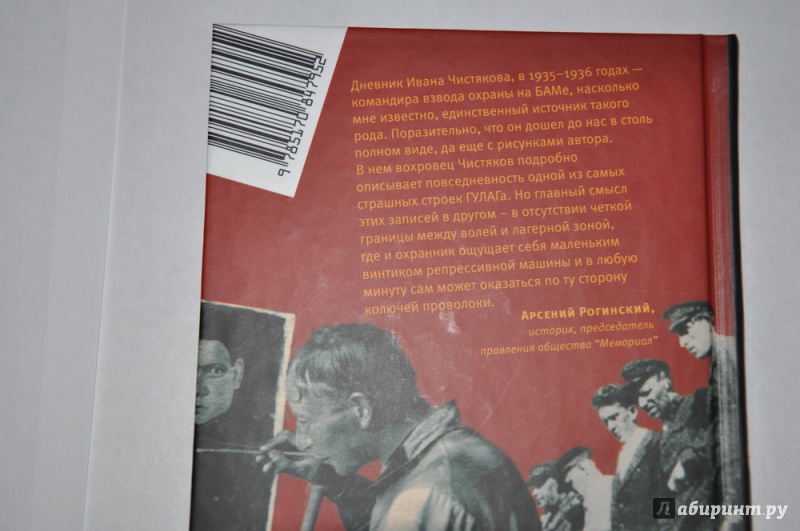 9785170847952
Дневник Ивана Чистякова, в 1935–1936 годах —
командира взвода охраны на БАМе, насколько
мне известно, единственный источник такого
рода. Поразительно, что он дошел до нас в столь
полном виде, да еще с рисунками автора.
В нем вохровец Чистяков подробно
описывает повседневность одной из самых
страшных строек ГУЛАГа. Но главный смысл
этих записей в другом – в отсутствии четкой
границы между волей и лагерной зоной,
где и охранник ощущает себя маленьким
винтиком репрессивной машины и в любую
минуту сам может оказаться по ту сторону
колючей проволоки.
Арсений Рогинский,
историк, председатель
правления общества "Мемориал"
Лабиринт.ру